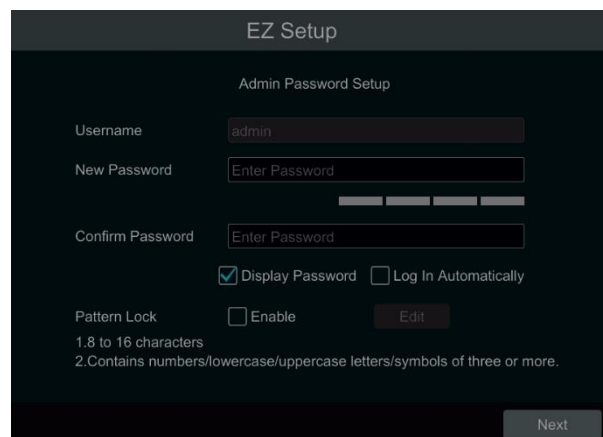 EZ Setup
Admin Password Setup
Username admin
New Password Enter Password
Confirm Password Enter Password
Display Password Log In Automatically
Pattern Lock Enable Edit
1.8 to 16 characters
2.Contains numbers/lowercase/uppercase letters/symbols of three or more.
Next